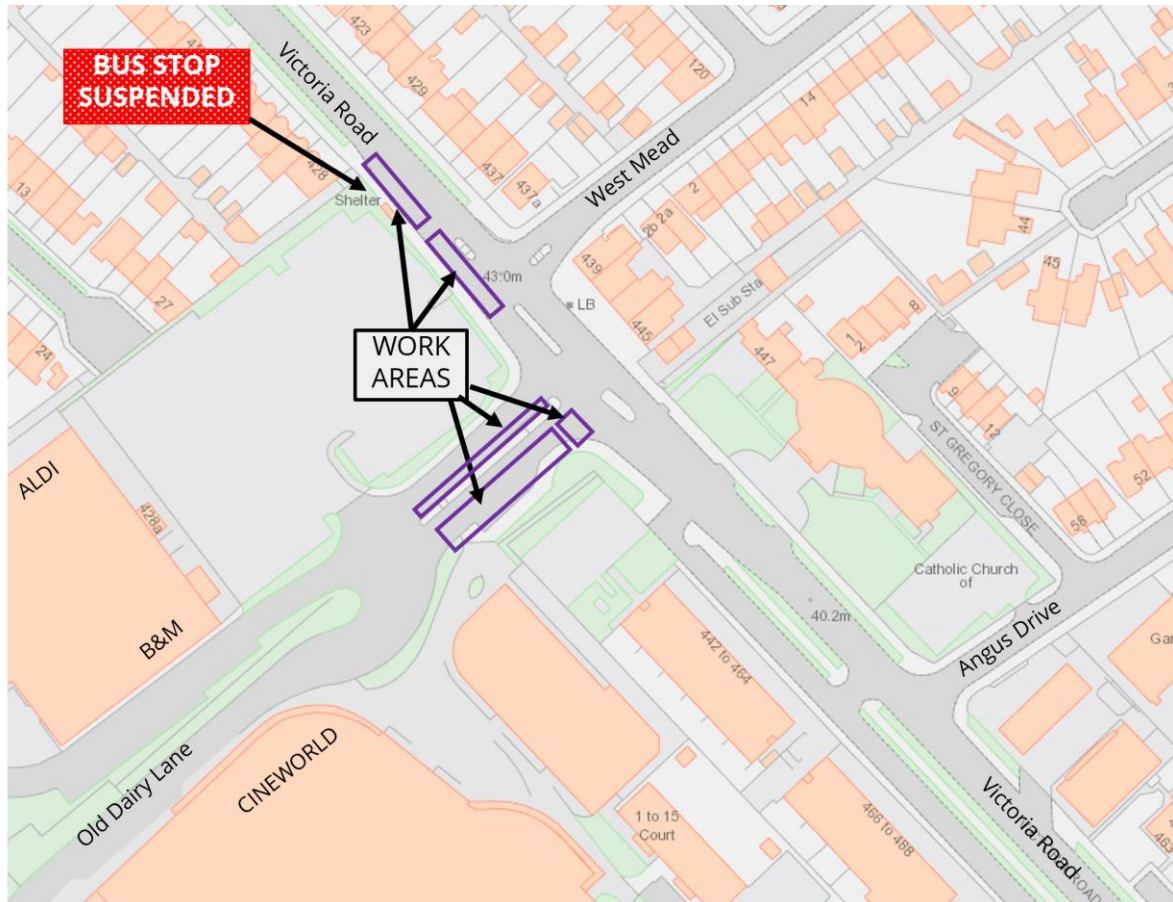 BUS STOP
SUSPENDED
Victoria Road
423
429
437
437a
120
14
West Mead
2
2b 2a
13
428
Shelter
43.0m
439
445
LB
El Sub Sta
44
45
27
24
WORK
AREAS
447
1
2
8
9
12
ST GREGORY CLOSE
52
58
ALDI
428a
B&M
Catholic Church
of
40.2m
Angus Drive
442 to 464
Old Dairy Lane
CINEWORLD
1 to 15
Court
466 to 488
Victoria Road
ROAD
463